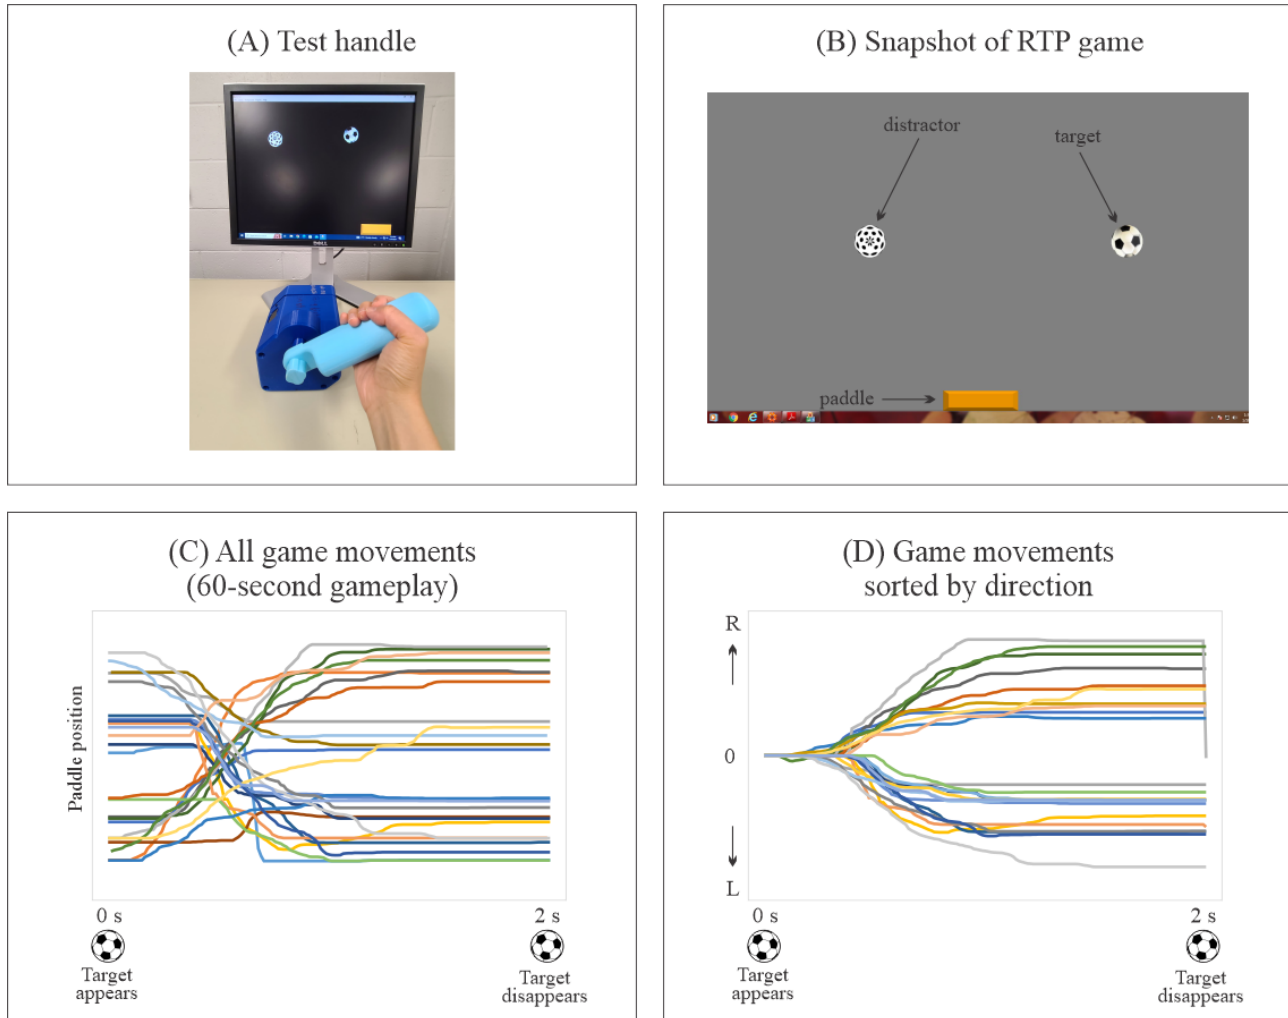 (A) Test handle
DELL
(B) Snapshot of RTP game
distractor
target
paddle
(C) All game movements
(60-second gameplay)
Paddle position
0 s
2 s
Target
appears
Target
disappears
(D) Game movements
sorted by direction
R
0
L
0 s
2 s
Target
appears
Target
disappears